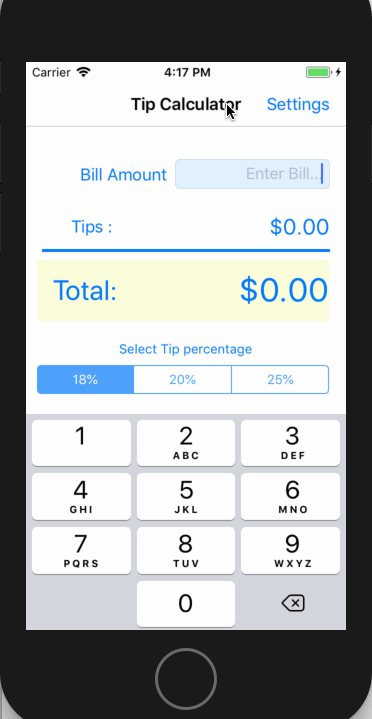 Carrier 4:17 PM
Tip Calculator Settings
Bill Amount Enter Bill...
Tips : $0.00
Total: $0.00
Select Tip percentage
18% 20% 25%
1 2 3
ABC DEF
4 5 6
GHI JKL MNO
7 8 9
PQRS TUV WXYZ
0